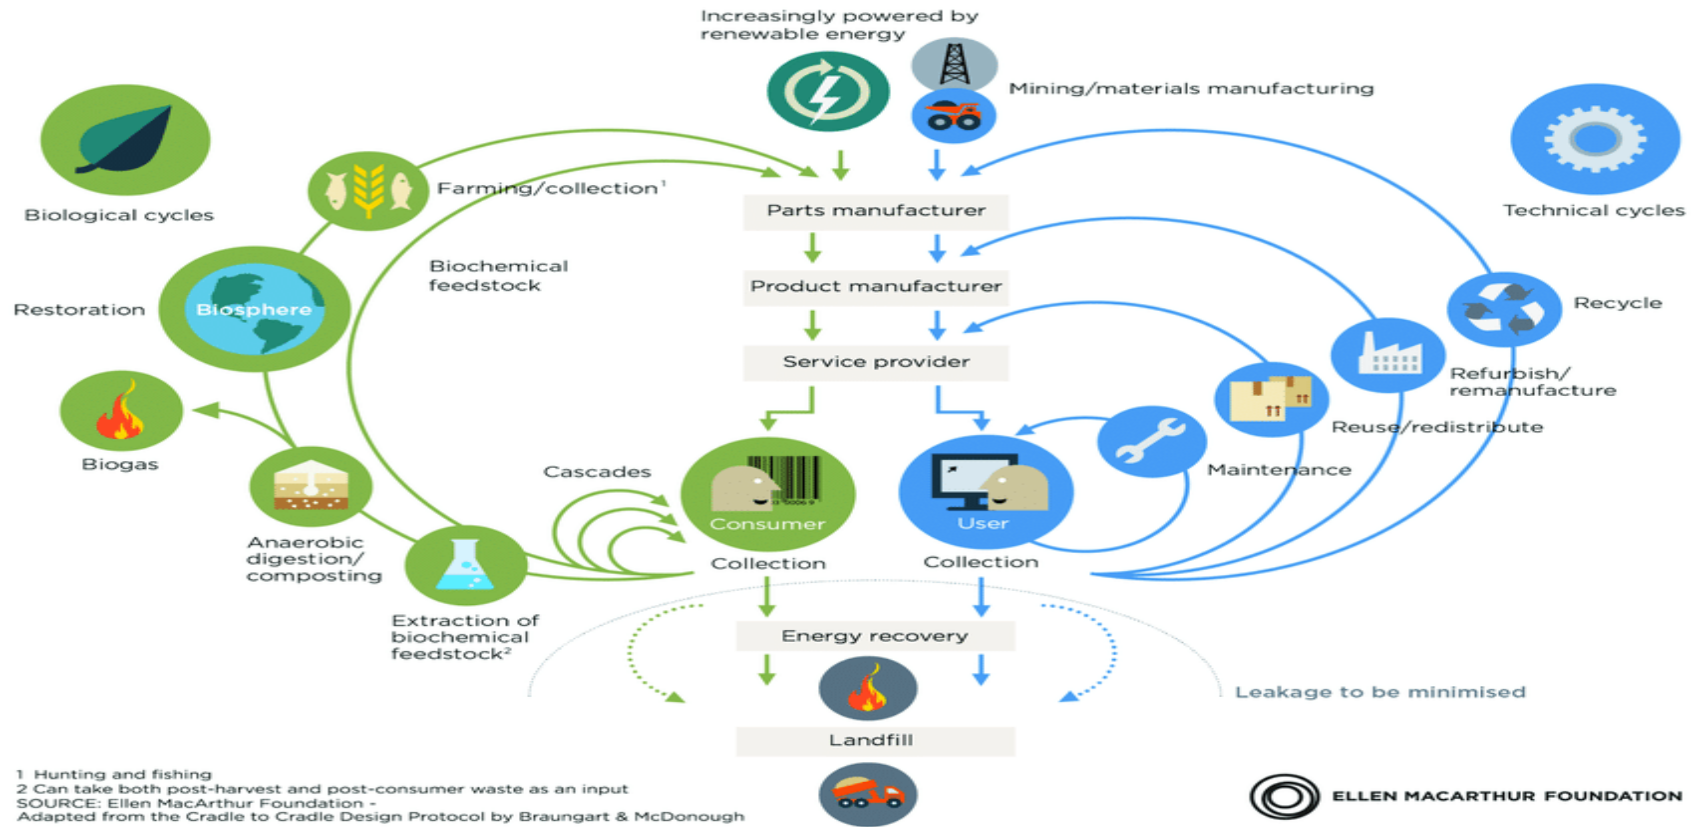 Increasingly powered by
renewable energy
Mining/materials manufacturing
Biological cycles
Farming/collection¹
Parts manufacturer
Technical cycles
Biochemical
feedstock
Product manufacturer
Restoration
Biosphere
Recycle
Service provider
Refurbish/
remanufacture
Reuse/redistribute
Biogas
Cascades
Maintenance
Consumer
User
Anaerobic
digestion/
composting
Collection
Collection
Extraction of
biochemical
feedstock²
Energy recovery
Leakage to be minimised
Landfill
1 Hunting and fishing
2 Can take both post-harvest and post-consumer waste as an input
SOURCE: Ellen MacArthur Foundation -
Adapted from the Cradle to Cradle Design Protocol by Braungart & McDonough
ELLEN MACARTHUR FOUNDATION